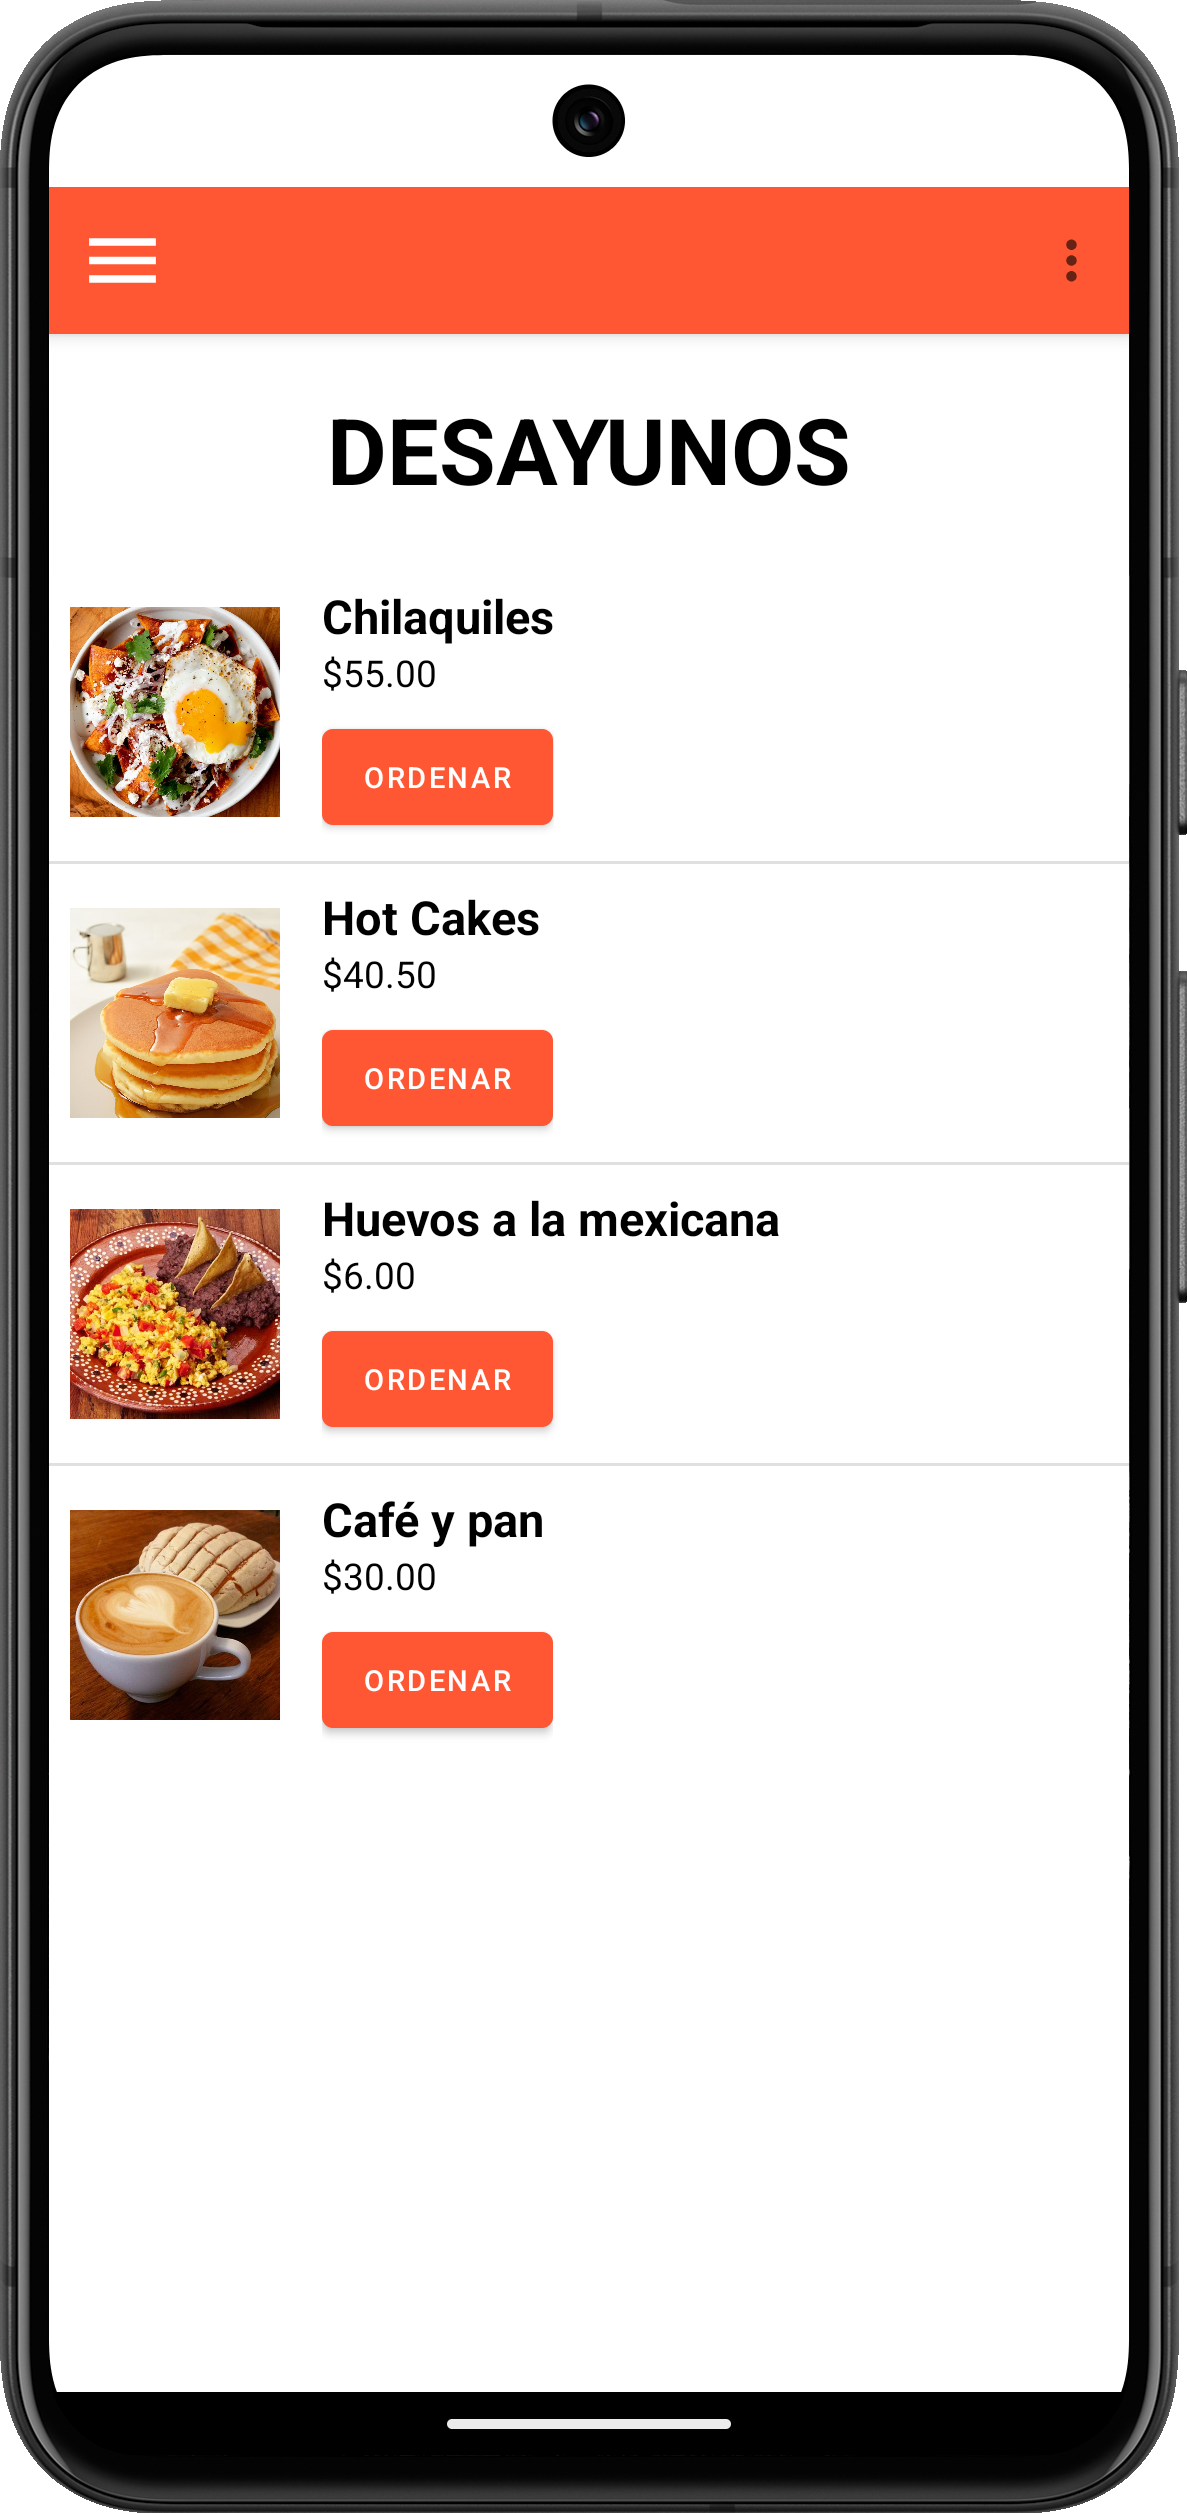 DESAYUNOS
Chilaquiles
$55.00
ORDENAR
Hot Cakes
$40.50
ORDENAR
Huevos a la mexicana
$6.00
ORDENAR
Café y pan
$30.00
ORDENAR